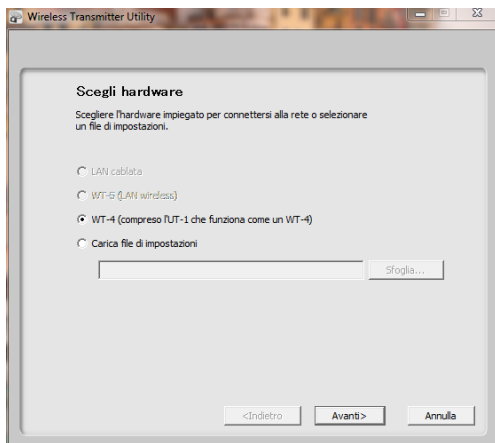 Wireless Transmitter Utility
Scegli hardware
Scegliere l'hardware impiegato per connettersi alla rete o selezionare
un file di impostazioni.
LAN cablata
WT-5 (LAN wireless)
WT-4 (compreso l'UT-1 che funziona come un WT-4)
Carica file di impostazioni
Sfoglia...
<Indietro
Avanti>
Annulla